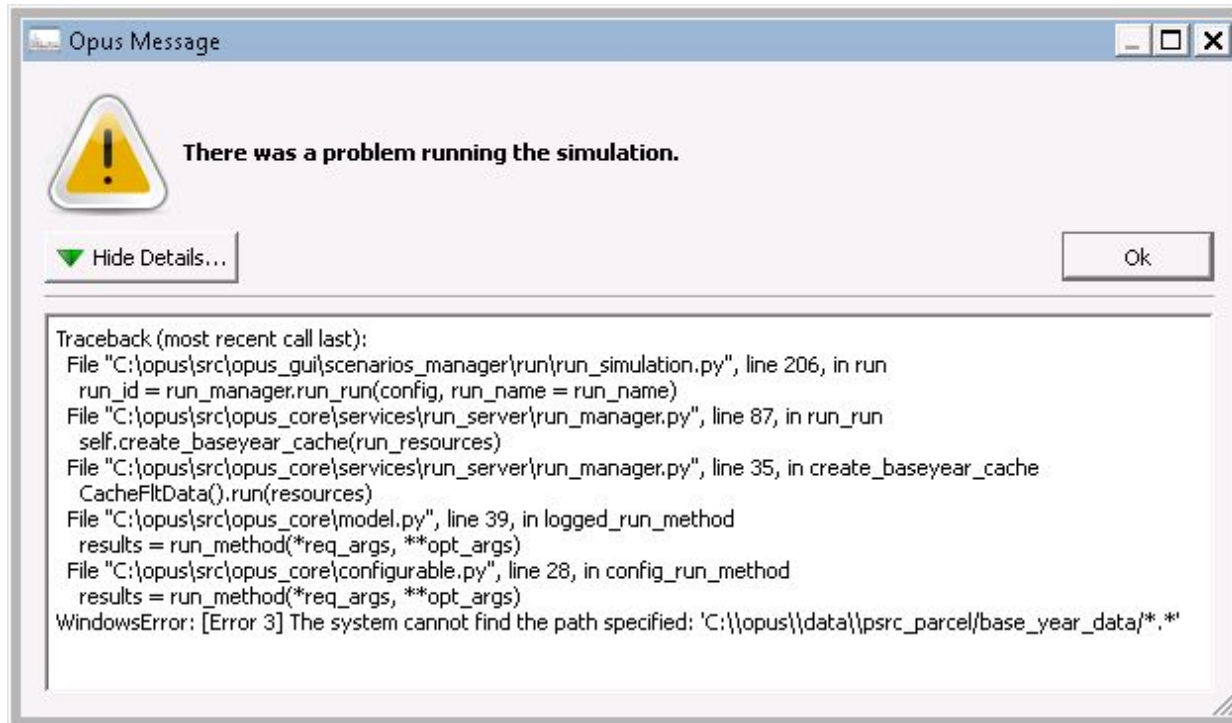 Opus Message
There was a problem running the simulation.
Hide Details...
Ok
Traceback (most recent call last):
File "C:\opus\src\opus_gui\scenarios_manager\run\run_simulation.py", line 206, in run
run_id = run_manager.run_run(config, run_name = run_name)
File "C:\opus\src\opus_core\services\run_server\run_manager.py", line 87, in run_run
self.create_baseyear_cache(run_resources)
File "C:\opus\src\opus_core\services\run_server\run_manager.py", line 35, in create_baseyear_cache
CacheFltData().run(resources)
File "C:\opus\src\opus_core\model.py", line 39, in logged_run_method
results = run_method(*req_args, **opt_args)
File "C:\opus\src\opus_core\configurable.py", line 28, in config_run_method
results = run_method(*req_args, **opt_args)
WindowsError: [Error 3] The system cannot find the path specified: 'C:\\opus\\data\\psrc_parcel/base_year_data/*.*'